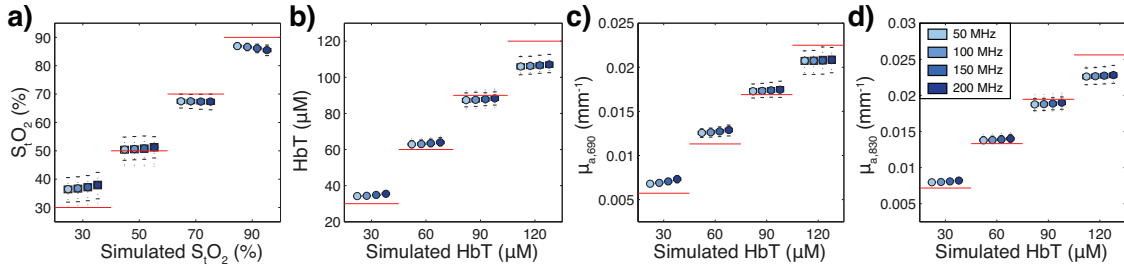 a)
90
80
70
60
50
40
30
StO2 (%)
30 50 70 90
Simulated StO2 (%)
b)
120
100
80
60
40
20
HbT (µM)
30 60 90 120
Simulated HbT (µM)
c)
0.025
0.02
0.015
0.01
0.005
µa,690 (mm-1)
30 60 90 120
Simulated HbT (µM)
d)
0.03
0.025
0.02
0.015
0.01
0.005
µa,830 (mm-1)
50 MHz
100 MHz
150 MHz
200 MHz
30 60 90 120
Simulated HbT (µM)